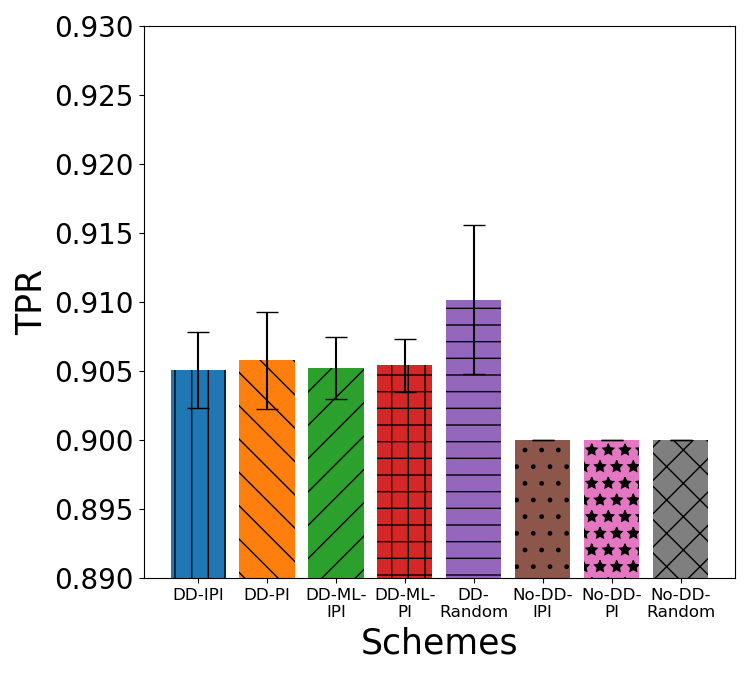 0.930
0.925
0.920
0.915
0.910
0.905
0.900
0.895
0.890
TPR
DD-IPI
DD-PI
DD-ML-
IPI
DD-ML-
PI
DD-
Random
No-DD-
IPI
No-DD-
PI
No-DD-
Random
Schemes